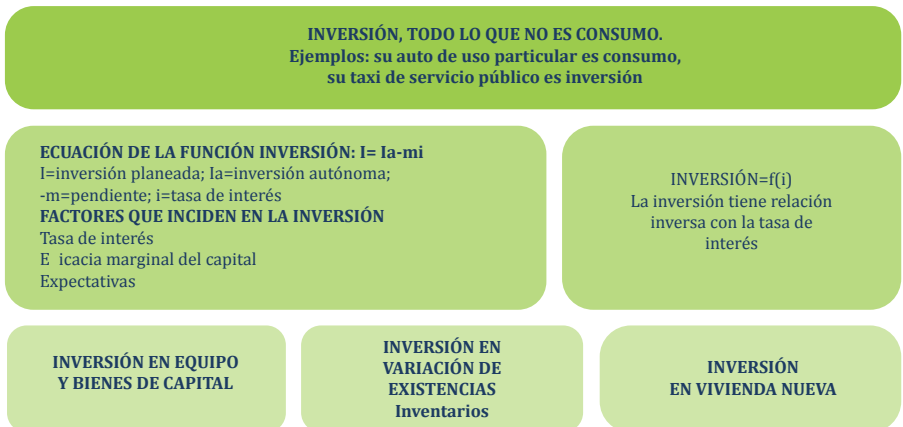 INVERSIÓN, TODO LO QUE NO ES CONSUMO.
Ejemplos: su auto de uso particular es consumo,
su taxi de servicio público es inversión
ECUACIÓN DE LA FUNCIÓN INVERSIÓN: I= Ia-mi
I=inversión planeada; Ia=inversión autónoma;
-m=pendiente; i=tasa de interés
FACTORES QUE INCIDEN EN LA INVERSIÓN
Tasa de interés
E icacia marginal del capital
Expectativas
INVERSIÓN=f(i)
La inversión tiene relación
inversa con la tasa de
interés
INVERSIÓN EN EQUIPO
Y BIENES DE CAPITAL
INVERSIÓN EN
VARIACIÓN DE
EXISTENCIAS
Inventarios
INVERSIÓN
EN VIVIENDA NUEVA